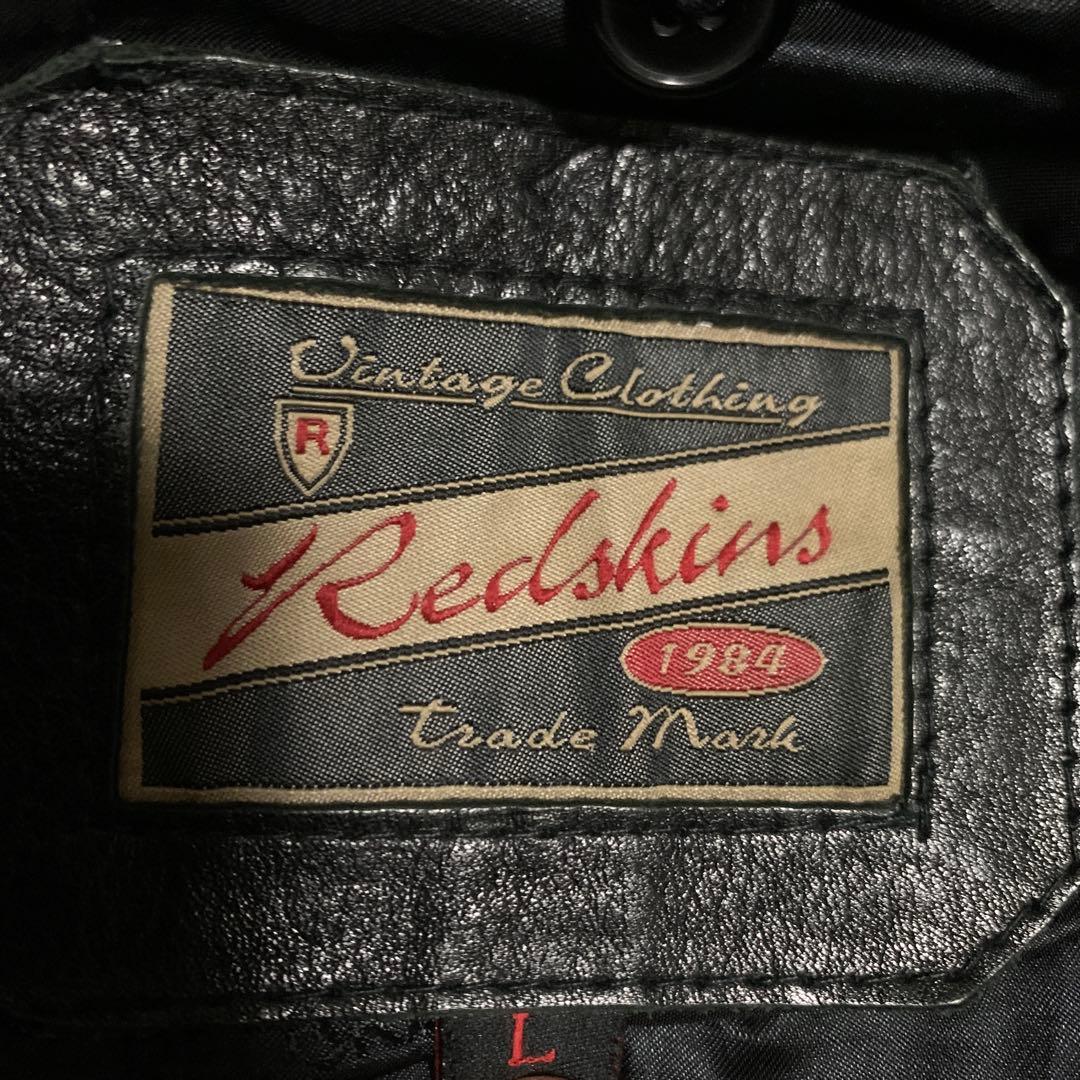 Vintage Clothing
R
Redskins
1984
Trade Mark
L